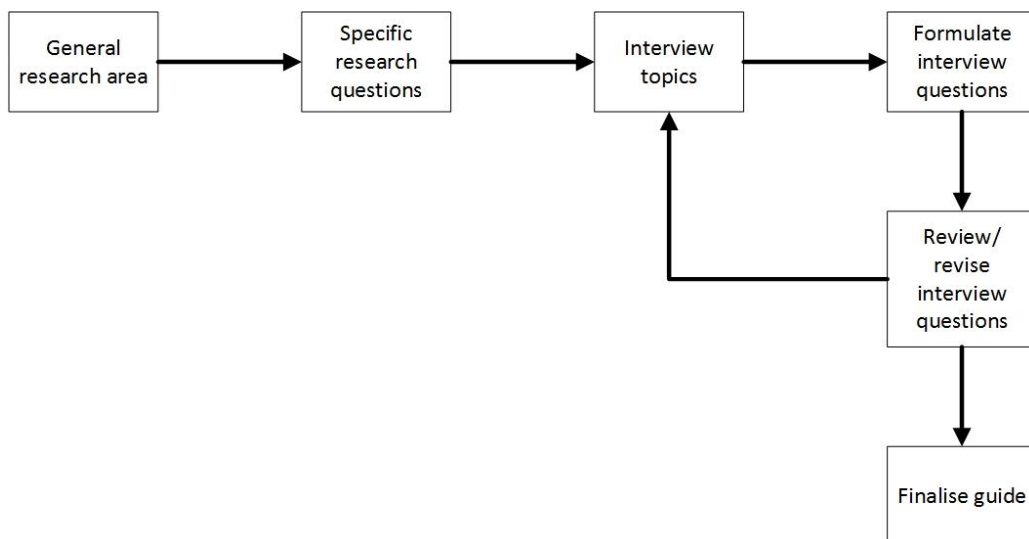 General
research area
Specific
research
questions
Interview
topics
Formulate
interview
questions
Review/
revise
interview
questions
Finalise guide